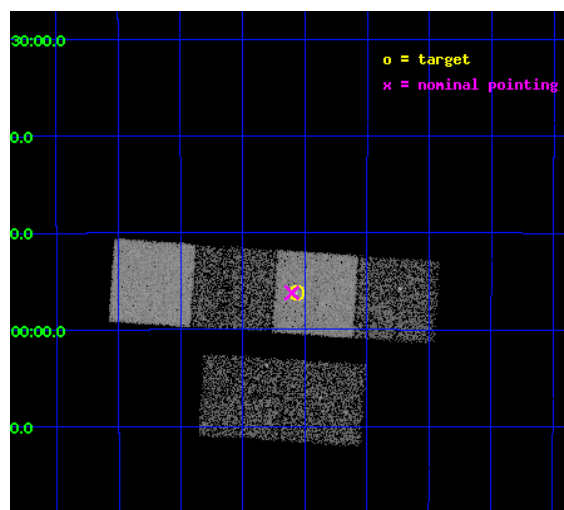 30:00.0
o = target
x = nominal pointing
0.0
0.0
00:00.0
0.0